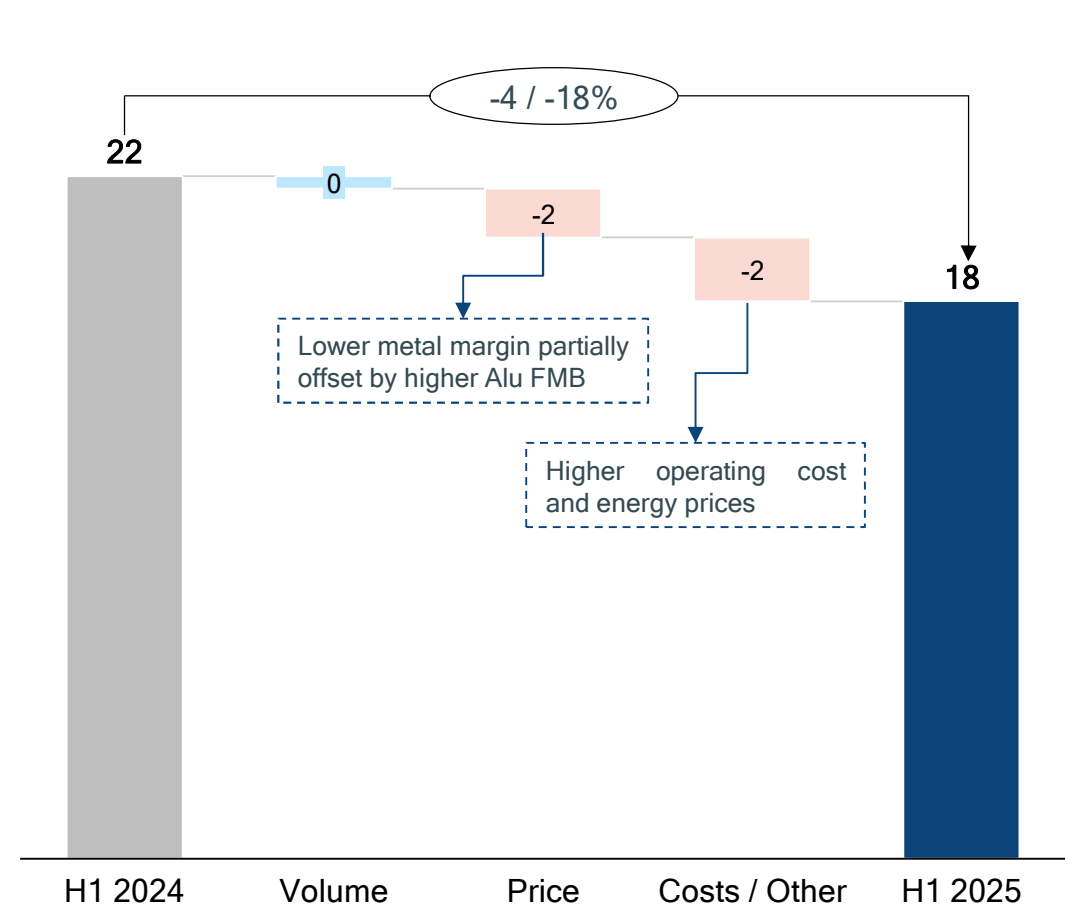 -4 / -18%
22
0
-2
-2
18
Lower metal margin partially
offset by higher Alu FMB
Higher operating cost
and energy prices
H1 2024
Volume
Price
Costs / Other
H1 2025